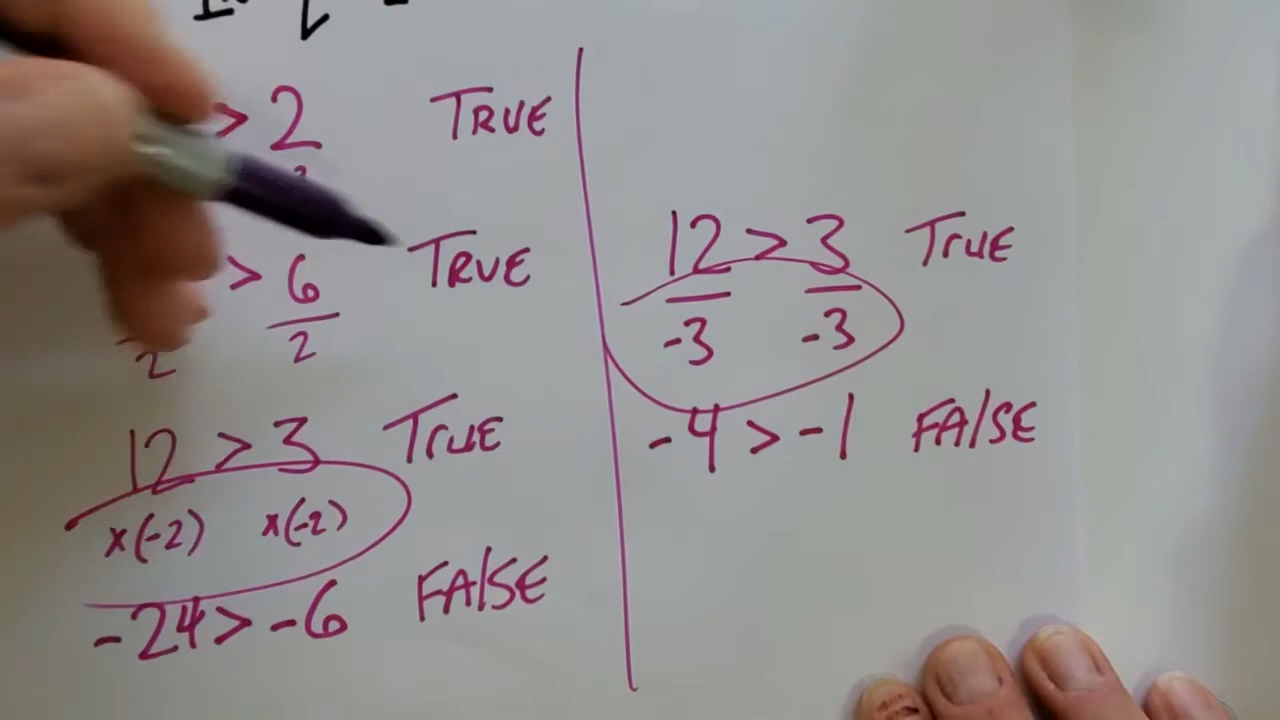 > 2 TRUE
> 6 TRUE
2 2
12 > 3 TRUE
x(-2) x(-2)
-24 > -6 FALSE
12 > 3 TRUE
-3 -3
-4 > -1 FALSE